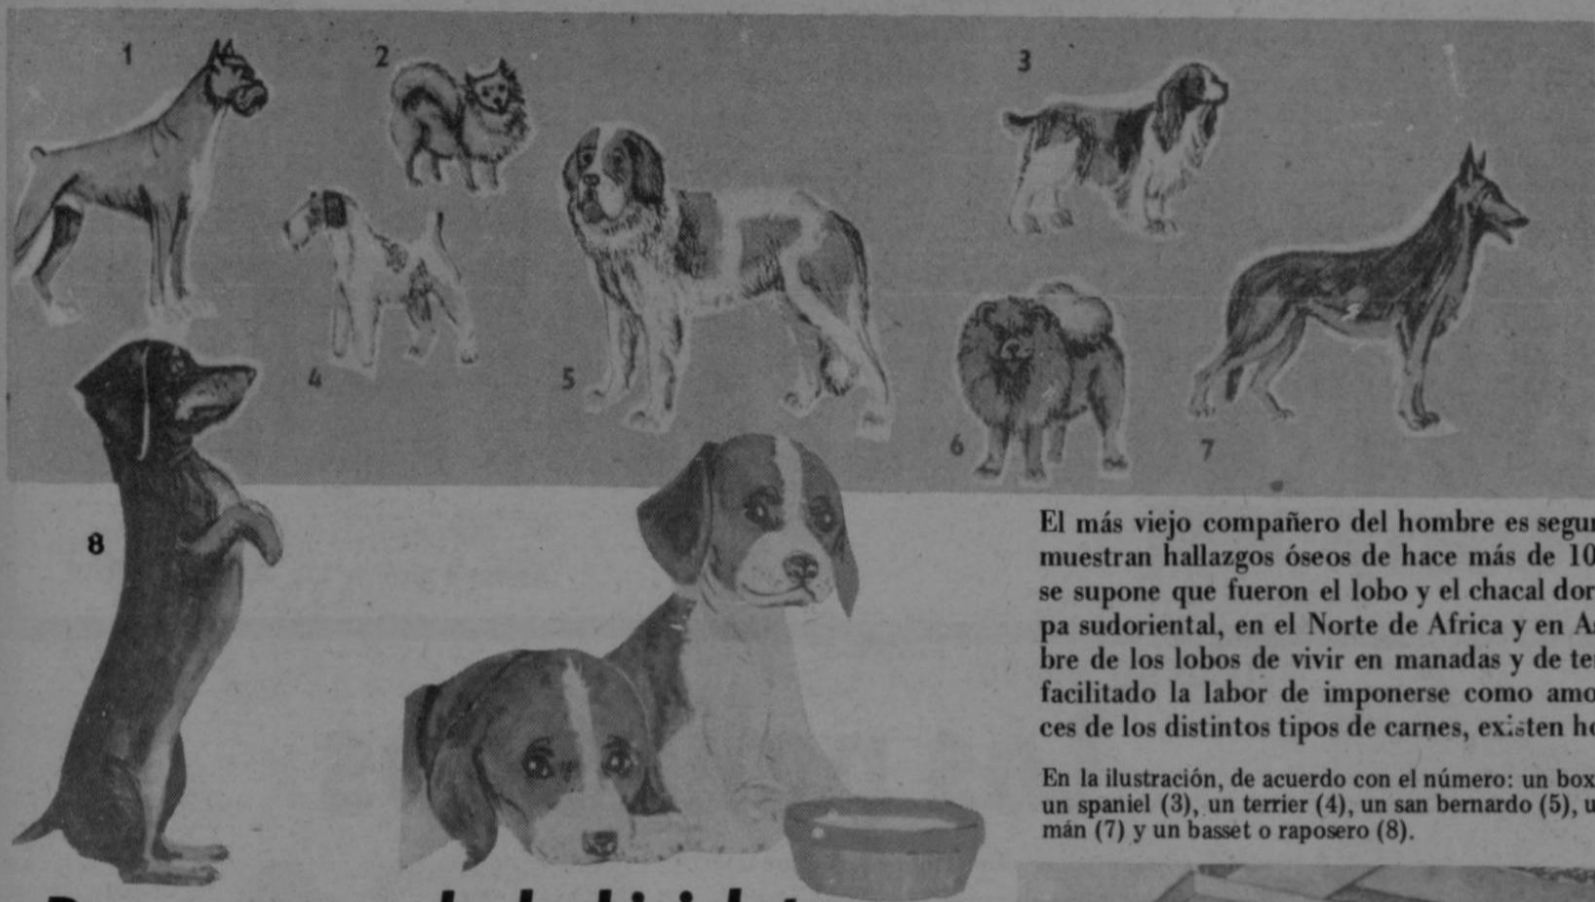 1
2
3
4
5
6
7
8
El más viejo compañero del hombre es segur
muestran hallazgos óseos de hace más de 10
se supone que fueron el lobo y el chacal dor
pa sudoriental, en el Norte de Africa y en A
bre de los lobos de vivir en manadas y de te
facilitado la labor de imponerse como amo
ces de los distintos tipos de carnes, existen h
En la ilustración, de acuerdo con el número: un box
un spaniel (3), un terrier (4), un san bernardo (5), u
mán (7) y un basset o raposero (8).